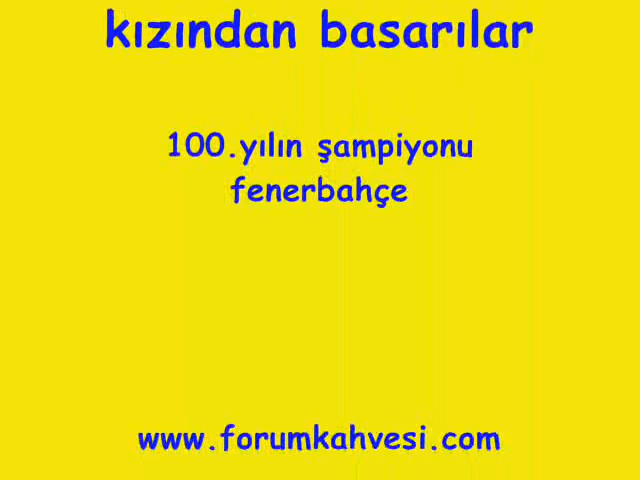 kızından basarılar
100.yılın şampiyonu
fenerbahçe
www.forumkahvesi.com